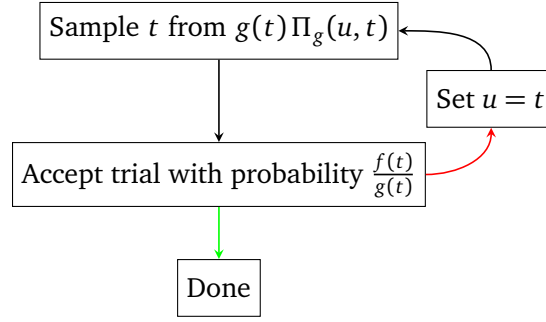 Sample t from g(t) Π_g(u, t)
Set u = t
Accept trial with probability f(t)/g(t)
Done